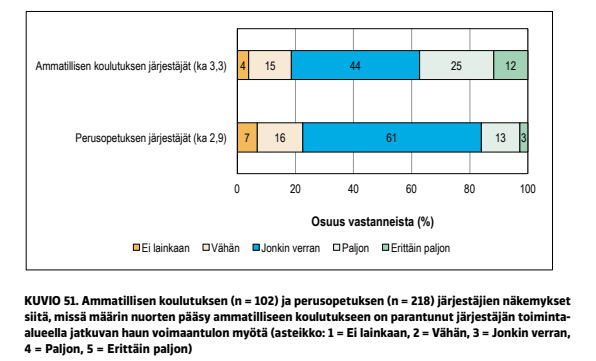 Ammatillisen koulutuksen järjestäjät (ka 3,3)
4 15 44 25 12
Perusopetuksen järjestäjät (ka 2,9)
7 16 61 13 3
0 20 40 60 80 100
Osuus vastanneista (%)
Ei lainkaan Vähän Jonkin verran Paljon Erittäin paljon
KUVIO 51. Ammatillisen koulutuksen (n = 102) ja perusopetuksen (n = 218) järjestäjien näkemykset
siitä, missä määrin nuorten pääsy ammatilliseen koulutukseen on parantunut järjestäjän toiminta-
alueella jatkuvan haun voimaantulon myötä (asteikko: 1 = Ei lainkaan, 2 = Vähän, 3 = Jonkin verran,
4 = Paljon, 5 = Erittäin paljon)